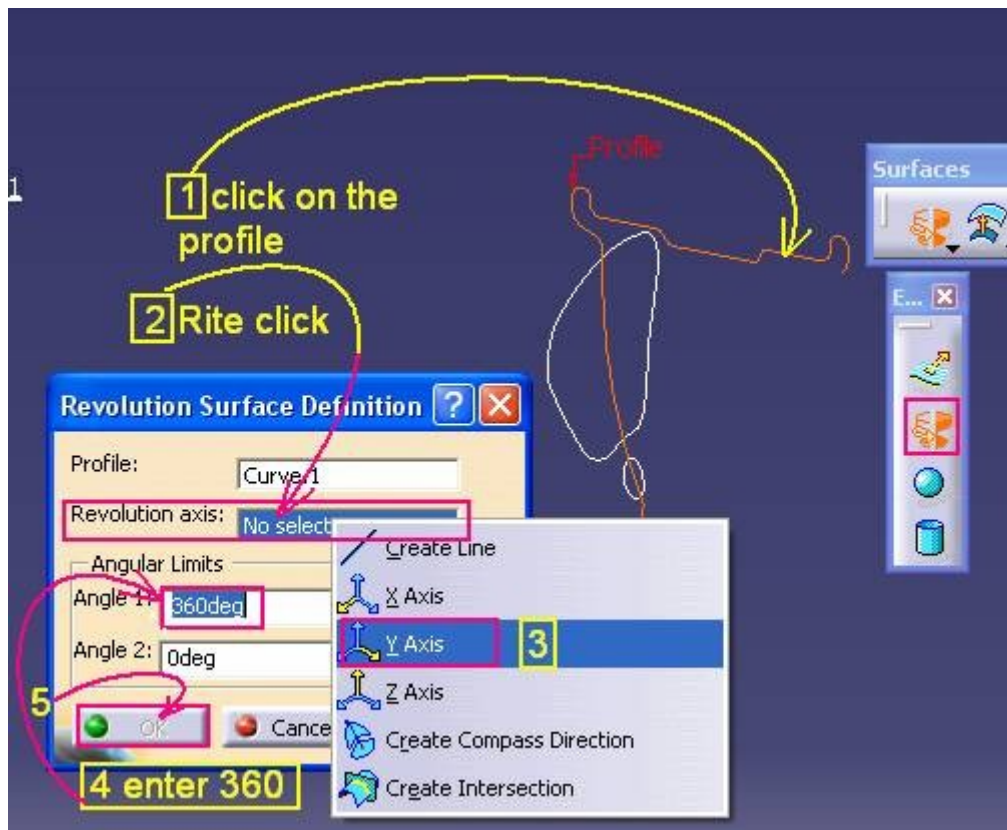 Profile
1
Surfaces
1 click on the
profile
E...
2 Rite click
Revolution Surface Definition ?
Profile:
Curve.1
Revolution axis:
No select
Create Line
Angular Limits
X Axis
Angle 1:
360deg
Y Axis
3
Angle 2:
0deg
Z Axis
5
OK
Cance
Create Compass Direction
4 enter 360
Create Intersection